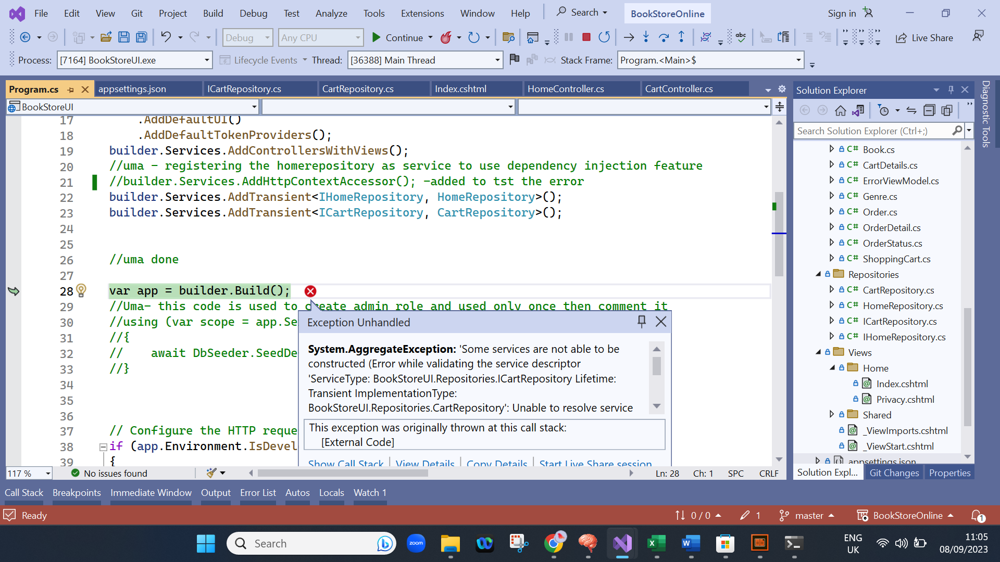 File Edit View Git Project Build Debug Test Analyze Tools Extensions Window Help Search BookStoreOnline Sign in
Debug Any CPU Continue Live Share
Process: [7164] BookStoreUI.exe Lifecycle Events Thread: [36388] Main Thread Stack Frame: Program.<Main>$
Program.cs appsettings.json ICartRepository.cs CartRepository.cs Index.cshtml HomeController.cs CartController.cs
BookStoreUI
17 .AddDefaultUI()
18 .AddDefaultTokenProviders();
19 builder.Services.AddControllersWithViews();
20 //uma - registering the homerepository as service to use dependency injection feature
21 //builder.Services.AddHttpContextAccessor(); -added to tst the error
22 builder.Services.AddTransient<IHomeRepository, HomeRepository>();
23 builder.Services.AddTransient<ICartRepository, CartRepository>();
24
25
26 //uma done
27
28 var app = builder.Build();
29 //Uma- this code is used to create admin role and used only once then comment it
30 //using (var scope = app.Se
31 //{
32 // await DbSeeder.SeedDe
33 //}
34
35
36
37 // Configure the HTTP reque
38 if (app.Environment.IsDevel
39 {
Exception Unhandled
System.AggregateException: 'Some services are not able to be
constructed (Error while validating the service descriptor
'ServiceType: BookStoreUI.Repositories.ICartRepository Lifetime:
Transient ImplementationType:
BookStoreUI.Repositories.CartRepository': Unable to resolve service
This exception was originally thrown at this call stack:
[External Code]
Show Call Stack View Details Copy Details Start Live Share session
117 % No issues found Ln: 28 Ch: 1 SPC CRLF
Solution Explorer
Search Solution Explorer (Ctrl+;)
C# Book.cs
C# CartDetails.cs
C# ErrorViewModel.cs
C# Genre.cs
C# Order.cs
C# OrderDetail.cs
C# OrderStatus.cs
C# ShoppingCart.cs
Repositories
C# CartRepository.cs
C# HomeRepository.cs
C# ICartRepository.cs
C# IHomeRepository.cs
Views
Home
Index.cshtml
Privacy.cshtml
Shared
_ViewImports.cshtml
_ViewStart.cshtml
appsettings.json
Solution Expl... Git Changes Properties
Diagnostic Tools
Call Stack Breakpoints Immediate Window Output Error List Autos Locals Watch 1
Ready 0 / 0 1 master BookStoreOnline 1
Search zoom ENG 11:05
UK 08/09/2023